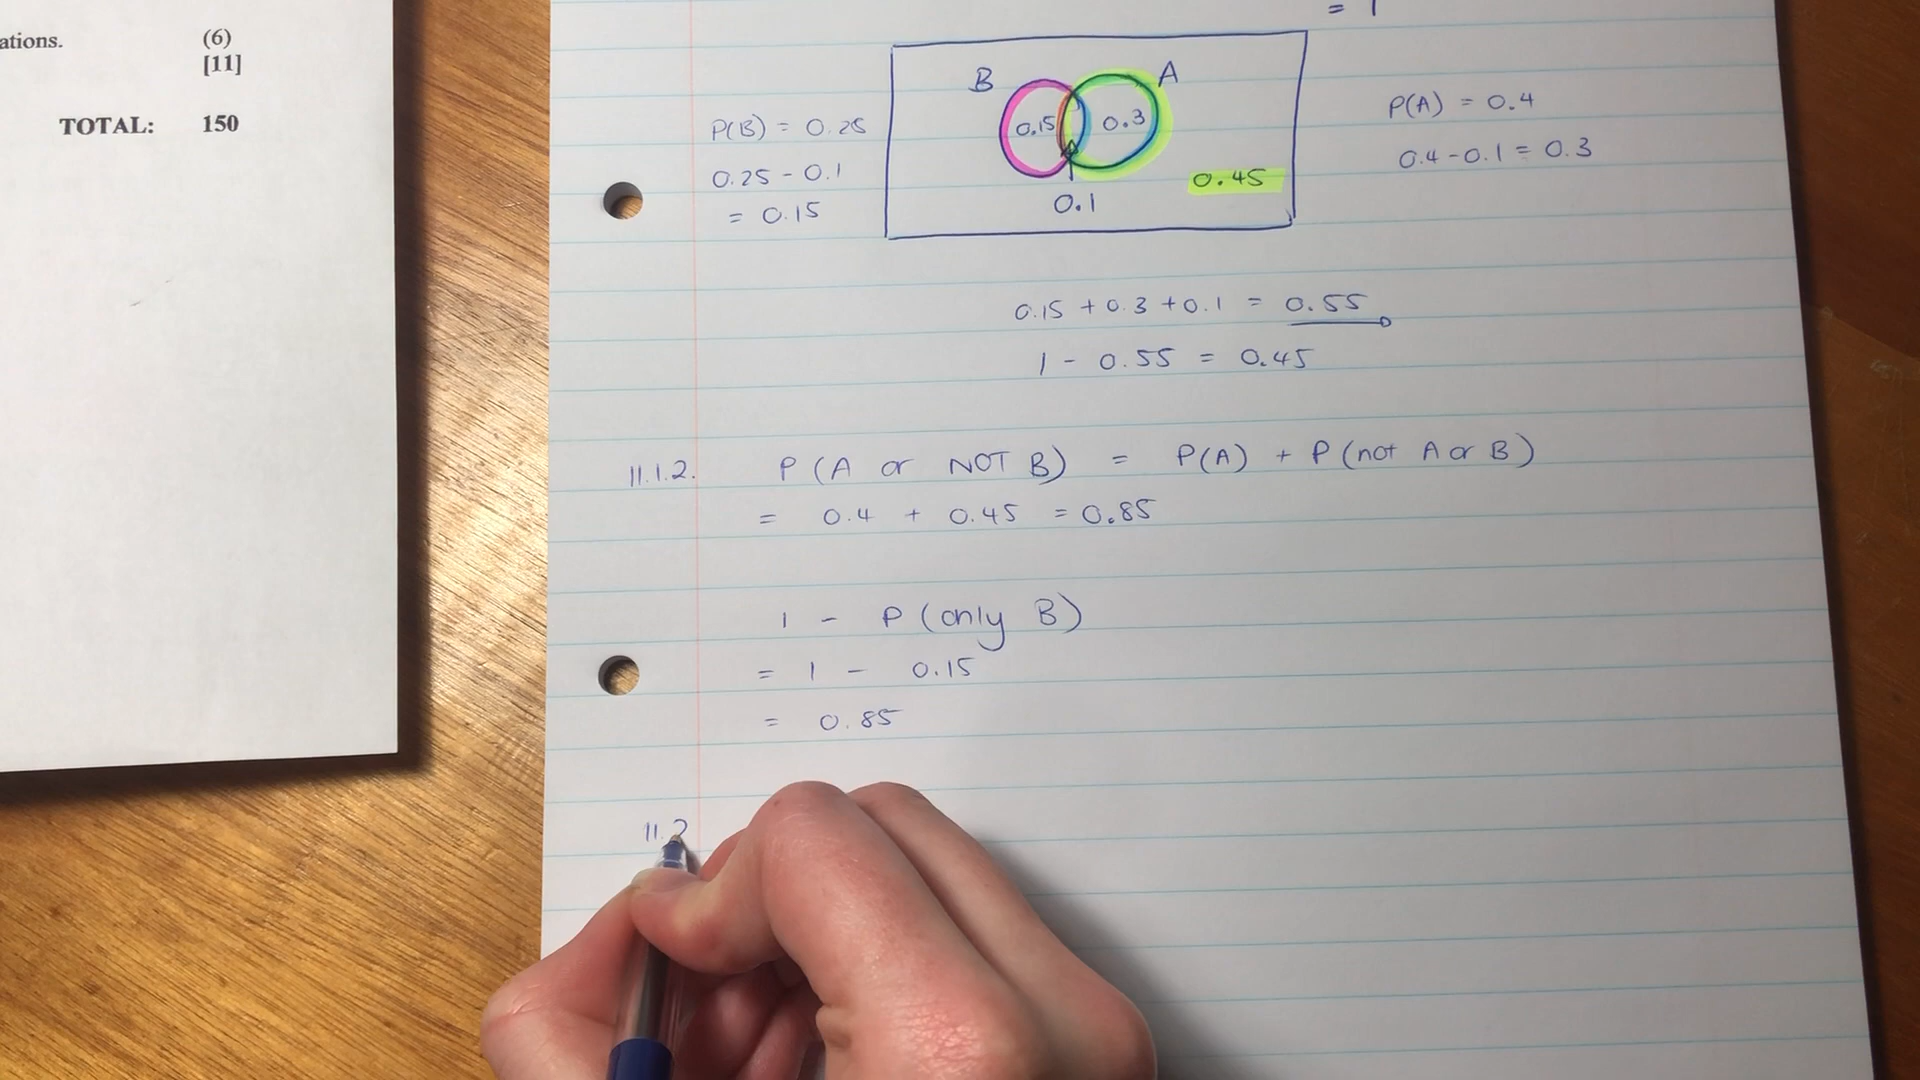 ations. (6)
[11]
TOTAL: 150
= 1
B A
0.15 0.3
0.45
0.1
P(B) = 0.25
0.25 - 0.1
= 0.15
P(A) = 0.4
0.4 - 0.1 = 0.3
0.15 + 0.3 + 0.1 = 0.55
1 - 0.55 = 0.45
11.1.2. P(A or NOT B) = P(A) + P(not A or B)
= 0.4 + 0.45 = 0.85
1 - P(only B)
= 1 - 0.15
= 0.85
11.2